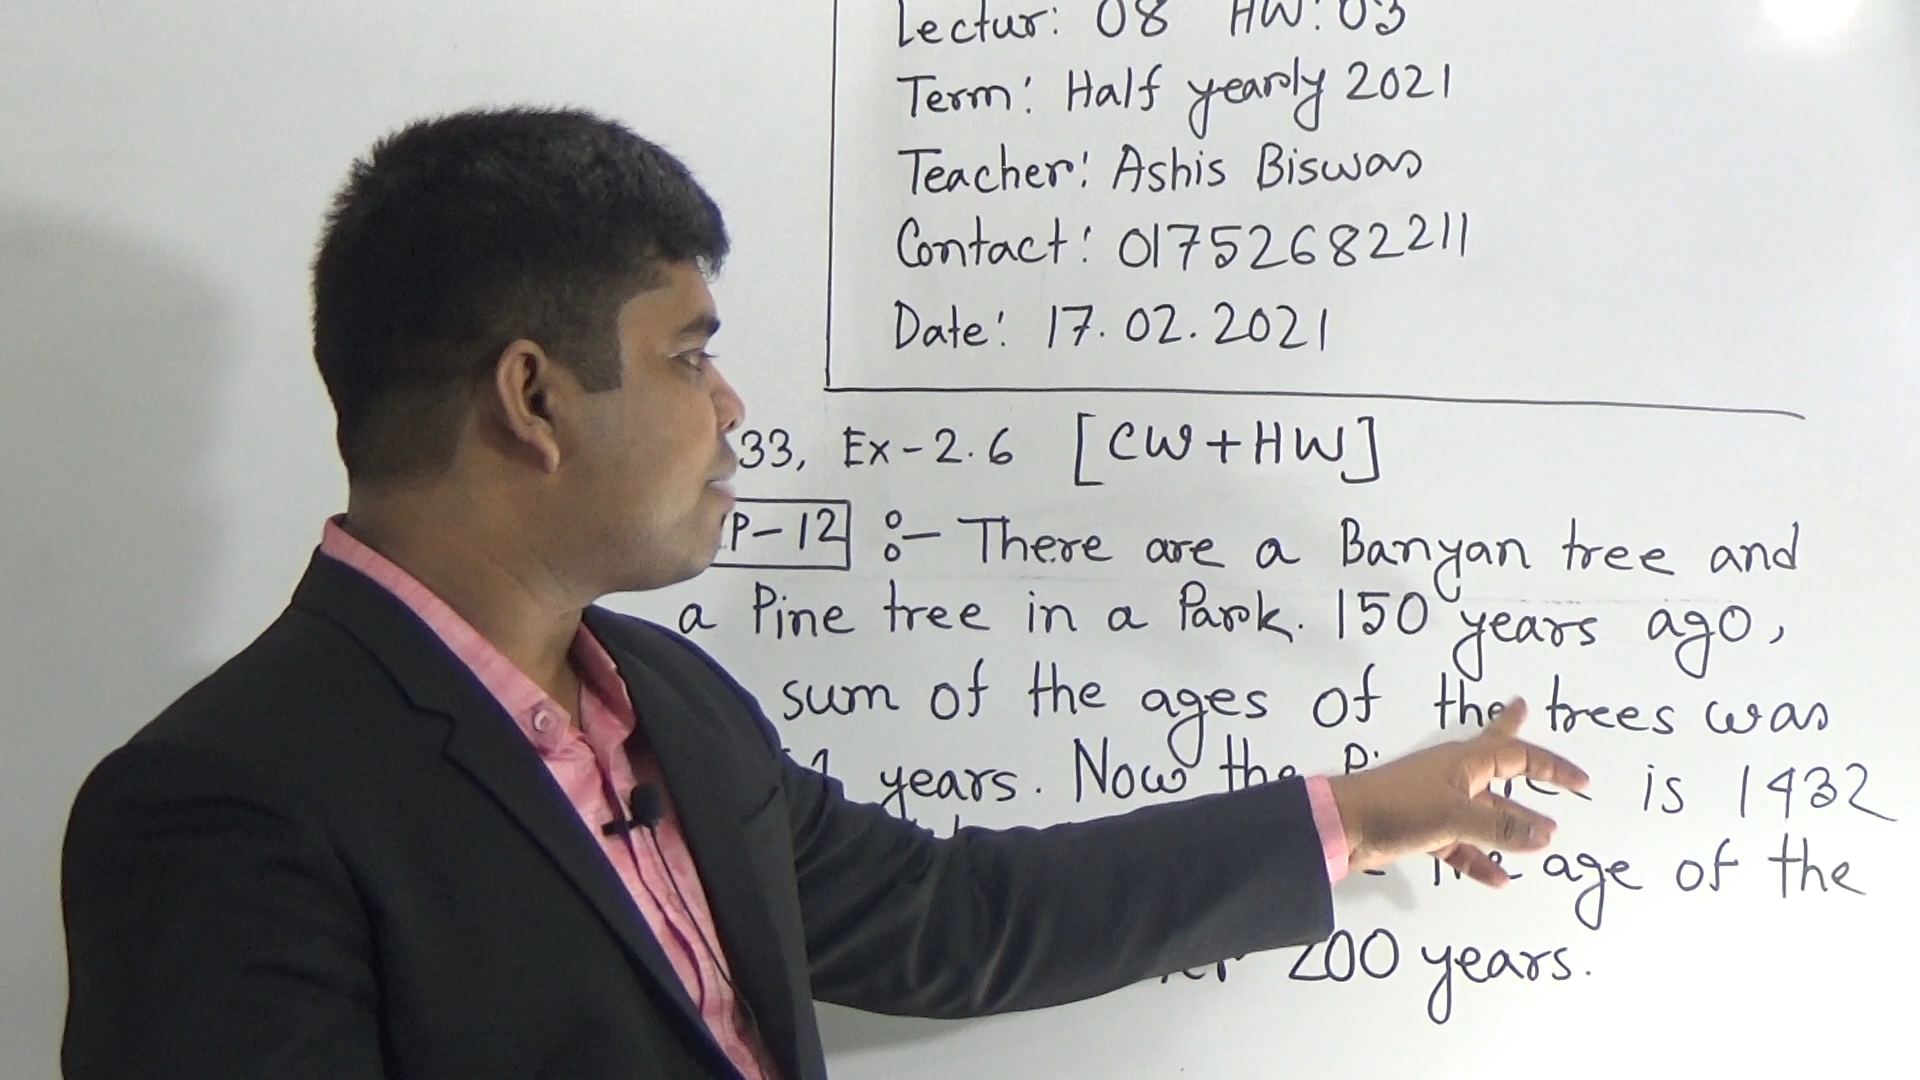 Lectur: 08 HW: 03
Term: Half yearly 2021
Teacher: Ashis Biswas
Contact: 01752682211
Date: 17.02.2021
33, Ex-2.6 [CW+HW]
P-12 :- There are a Banyan tree and
a Pine tree in a Park. 150 years ago,
sum of the ages of the trees was
years. Now the is 1432
age of the
200 years.